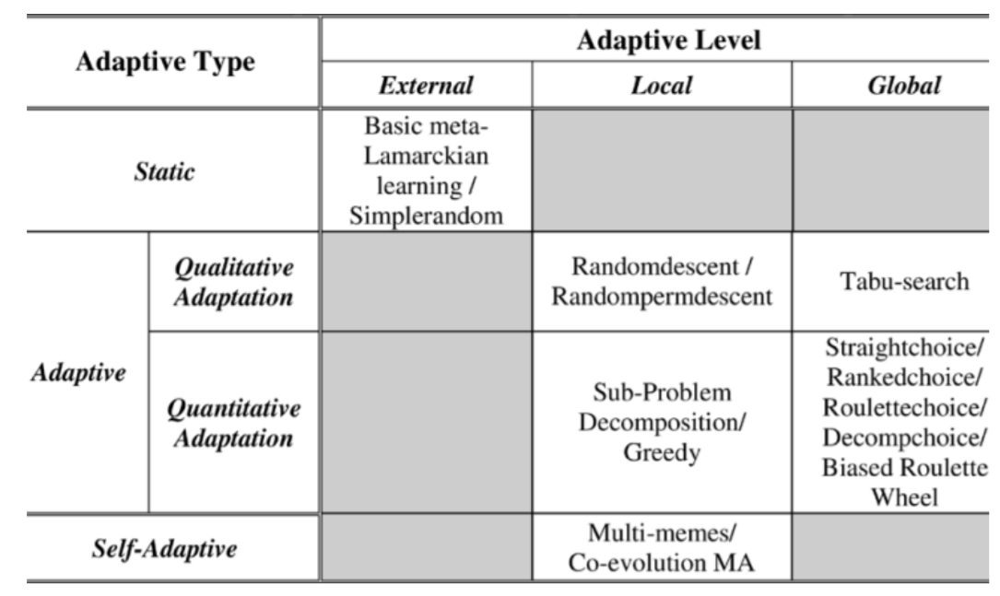 Adaptive Type
Adaptive Level
External
Local
Global
Static
Basic meta-
Lamarckian
learning /
Simplerandom
Adaptive
Qualitative
Adaptation
Randomdescent /
Randompermdescent
Tabu-search
Quantitative
Adaptation
Sub-Problem
Decomposition/
Greedy
Straightchoice/
Rankedchoice/
Roulettechoice/
Decompchoice/
Biased Roulette
Wheel
Self-Adaptive
Multi-memes/
Co-evolution MA